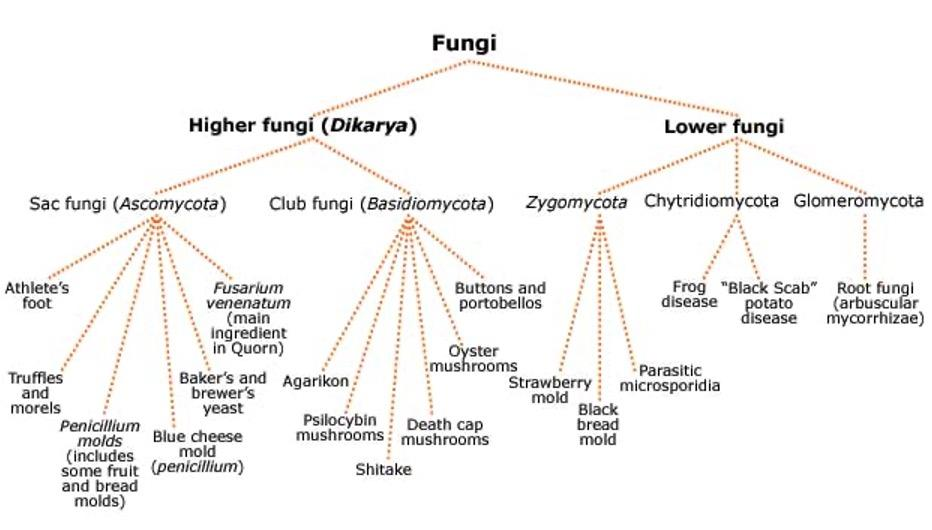 Fungi
Higher fungi (Dikarya)
Lower fungi
Sac fungi (Ascomycota)
Club fungi (Basidiomycota)
Zygomycota
Chytridiomycota
Glomeromycota
Athlete's
foot
Truffles
and
morels
Penicillium
molds
(includes
some fruit
and bread
molds)
Blue cheese
mold
(penicillium)
Baker's and
brewer's
yeast
Fusarium
venenatum
(main
ingredient
in Quorn)
Agarikon
Psilocybin
mushrooms
Shitake
Death cap
mushrooms
Oyster
mushrooms
Buttons and
portobellos
Strawberry
mold
Black
bread
mold
Parasitic
microsporidia
Frog
disease
"Black Scab"
potato
disease
Root fungi
(arbuscular
mycorrhizae)